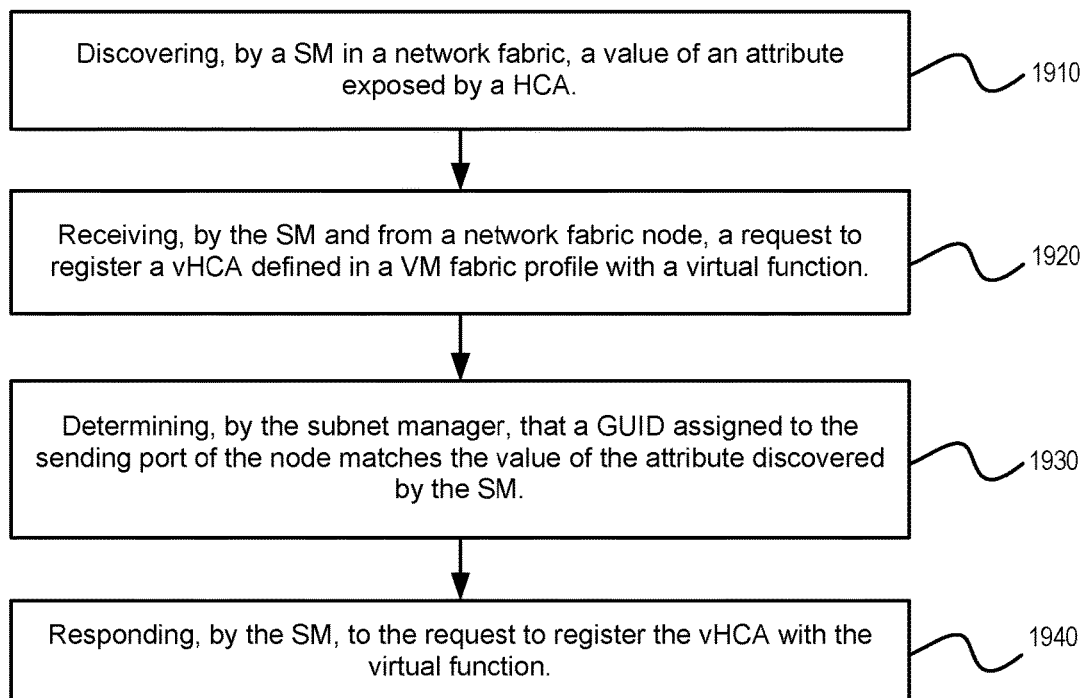 Discovering, by a SM in a network fabric, a value of an attribute
exposed by a HCA.
1910
Receiving, by the SM and from a network fabric node, a request to
register a vHCA defined in a VM fabric profile with a virtual function.
1920
Determining, by the subnet manager, that a GUID assigned to the
sending port of the node matches the value of the attribute discovered
by the SM.
1930
Responding, by the SM, to the request to register the vHCA with the
virtual function.
1940